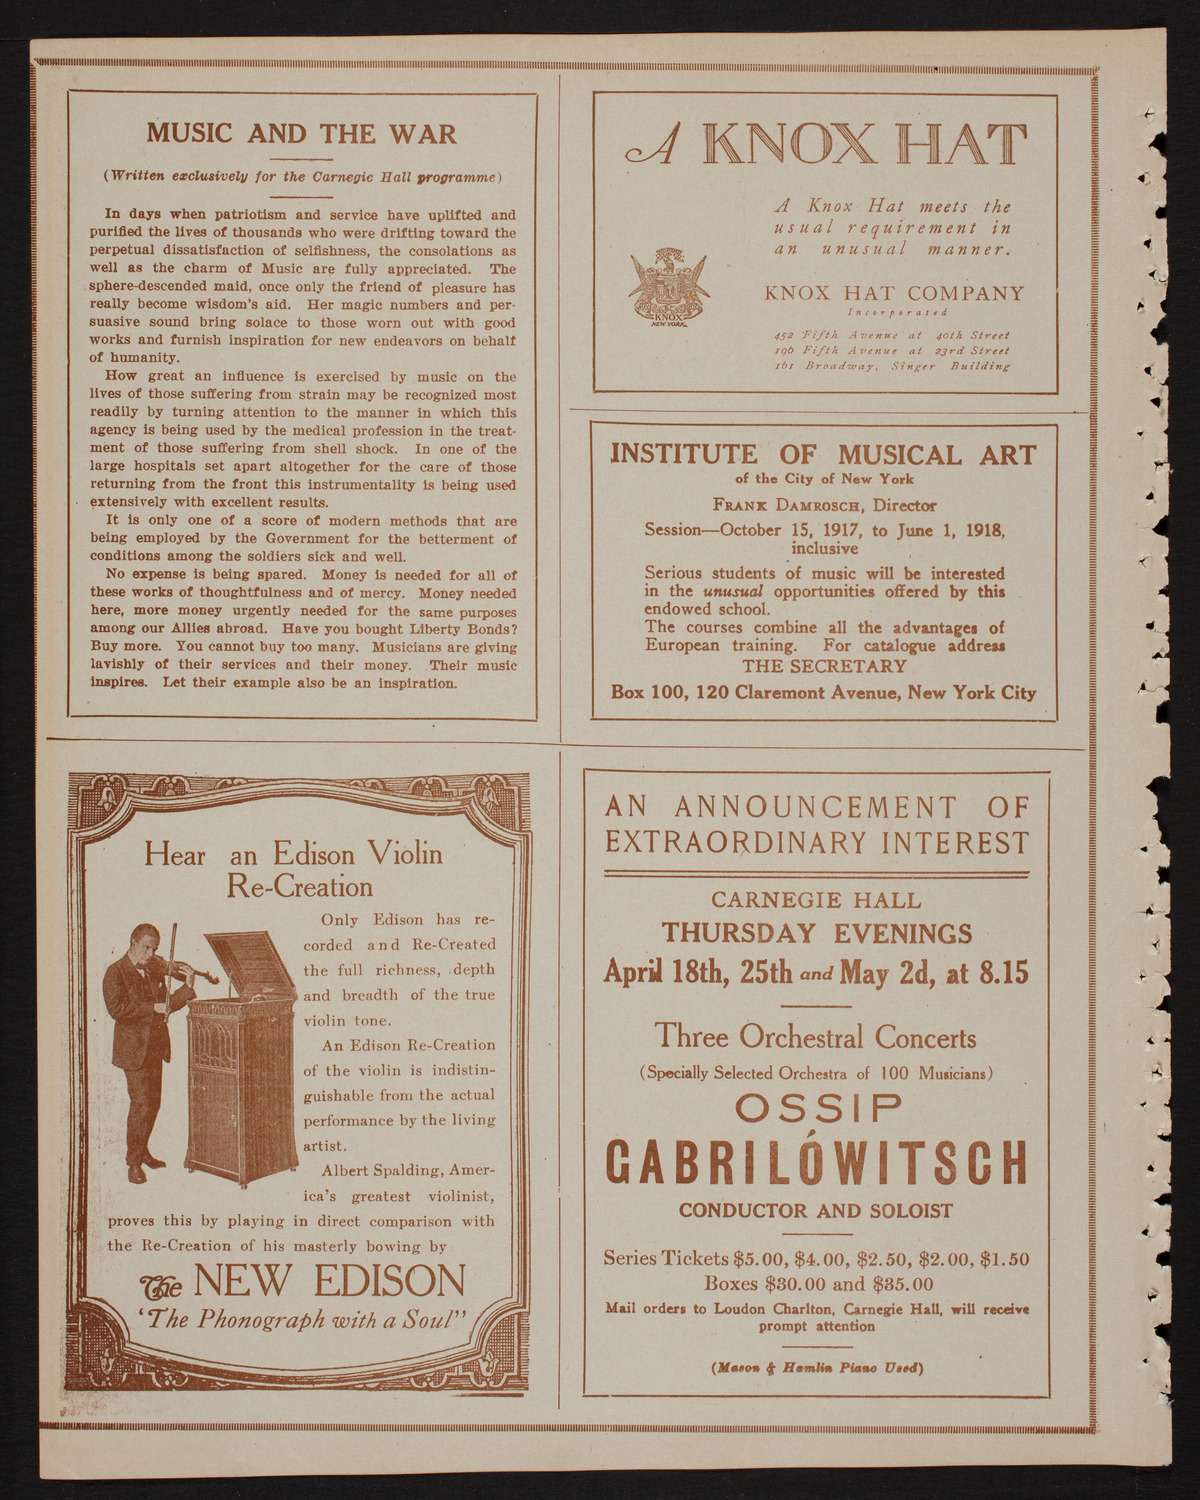 MUSIC AND THE WAR
(Written exclusively for the Carnegie Hall programme)
In days when patriotism and service have uplifted and
purified the lives of thousands who were drifting toward the
perpetual dissatisfaction of selfishness, the consolations as
well as the charm of Music are fully appreciated. The
sphere-descended maid, once only the friend of pleasure has
really become wisdom's aid. Her magic numbers and per-
suasive sound bring solace to those worn out with good
works and furnish inspiration for new endeavors on behalf
of humanity.
How great an influence is exercised by music on the
lives of those suffering from strain may be recognized most
readily by turning attention to the manner in which this
agency is being used by the medical profession in the treat-
ment of those suffering from shell shock. In one of the
large hospitals set apart altogether for the care of those
returning from the front this instrumentality is being used
extensively with excellent results.
It is only one of a score of modern methods that are
being employed by the Government for the betterment of
conditions among the soldiers sick and well.
No expense is being spared. Money is needed for all of
these works of thoughtfulness and of mercy. Money needed
here, more money urgently needed for the same purposes
among our Allies abroad. Have you bought Liberty Bonds?
Buy more. You cannot buy too many. Musicians are giving
lavishly of their services and their money. Their music
inspires. Let their example also be an inspiration.
A KNOX HAT
A Knox Hat meets the
usual requirement in
an unusual manner.
KNOX
NEW YORK.
KNOX HAT COMPANY
Incorporated
452 Fifth Avenue at 40th Street
196 Fifth Avenue at 23rd Street
161 Broadway, Singer Building
INSTITUTE OF MUSICAL ART
of the City of New York
FRANK DAMROSCH, Director
Session—October 15, 1917, to June 1, 1918,
inclusive
Serious students of music will be interested
in the unusual opportunities offered by this
endowed school.
The courses combine all the advantages of
European training. For catalogue address
THE SECRETARY
Box 100, 120 Claremont Avenue, New York City
Hear an Edison Violin
Re-Creation
Only Edison has re-
corded and Re-Created
the full richness, depth
and breadth of the true
violin tone.
An Edison Re-Creation
of the violin is indistin-
guishable from the actual
performance by the living
artist.
Albert Spalding, Amer-
ica's greatest violinist,
proves this by playing in direct comparison with
the Re-Creation of his masterly bowing by
The NEW EDISON
'The Phonograph with a Soul"
AN ANNOUNCEMENT OF
EXTRAORDINARY INTEREST
CARNEGIE HALL
THURSDAY EVENINGS
April 18th, 25th and May 2d, at 8.15
Three Orchestral Concerts
(Specially Selected Orchestra of 100 Musicians)
OSSIP
GABRILÓWITSCH
CONDUCTOR AND SOLOIST
Series Tickets $5.00, $4.00, $2.50, $2.00, $1.50
Boxes $30.00 and $35.00
Mail orders to Loudon Charlton, Carnegie Hall, will receive
prompt attention
(Mason & Hamlin Piano Used)